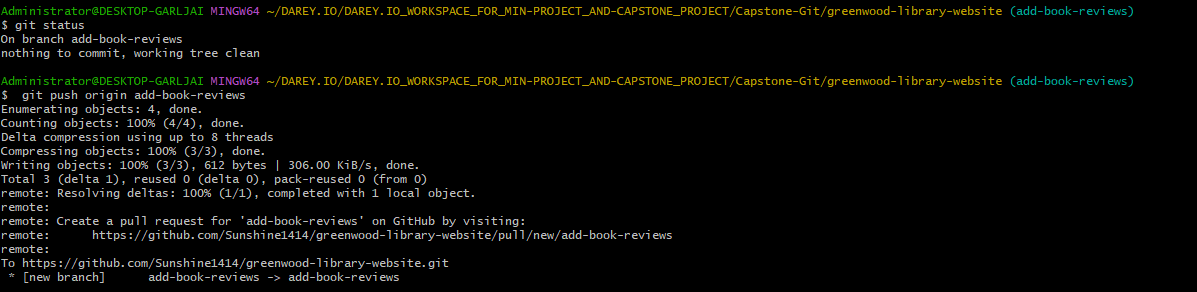 Administrator@DESKTOP-GARLJAI MINGW64 ~/DAREY.IO/DAREY.IO_WORKSPACE_FOR_MIN-PROJECT_AND-CAPSTONE_PROJECT/Capstone-Git/greenwood-library-website (add-book-reviews)
$ git status
On branch add-book-reviews
nothing to commit, working tree clean
Administrator@DESKTOP-GARLJAI MINGW64 ~/DAREY.IO/DAREY.IO_WORKSPACE_FOR_MIN-PROJECT_AND-CAPSTONE_PROJECT/Capstone-Git/greenwood-library-website (add-book-reviews)
$  git push origin add-book-reviews
Enumerating objects: 4, done.
Counting objects: 100% (4/4), done.
Delta compression using up to 8 threads
Compressing objects: 100% (3/3), done.
Writing objects: 100% (3/3), 612 bytes | 306.00 KiB/s, done.
Total 3 (delta 1), reused 0 (delta 0), pack-reused 0 (from 0)
remote: Resolving deltas: 100% (1/1), completed with 1 local object.
remote:
remote: Create a pull request for 'add-book-reviews' on GitHub by visiting:
remote:      https://github.com/Sunshine1414/greenwood-library-website/pull/new/add-book-reviews
remote:
To https://github.com/Sunshine1414/greenwood-library-website.git
 * [new branch]      add-book-reviews -> add-book-reviews